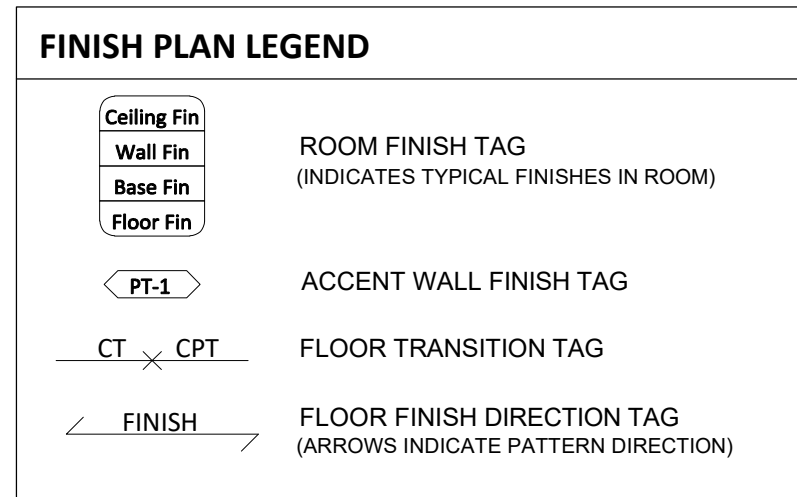 FINISH PLAN LEGEND
Ceiling Fin
Wall Fin
Base Fin
Floor Fin
ROOM FINISH TAG
(INDICATES TYPICAL FINISHES IN ROOM)
PT-1
ACCENT WALL FINISH TAG
CT CPT
FLOOR TRANSITION TAG
FINISH
FLOOR FINISH DIRECTION TAG
(ARROWS INDICATE PATTERN DIRECTION)